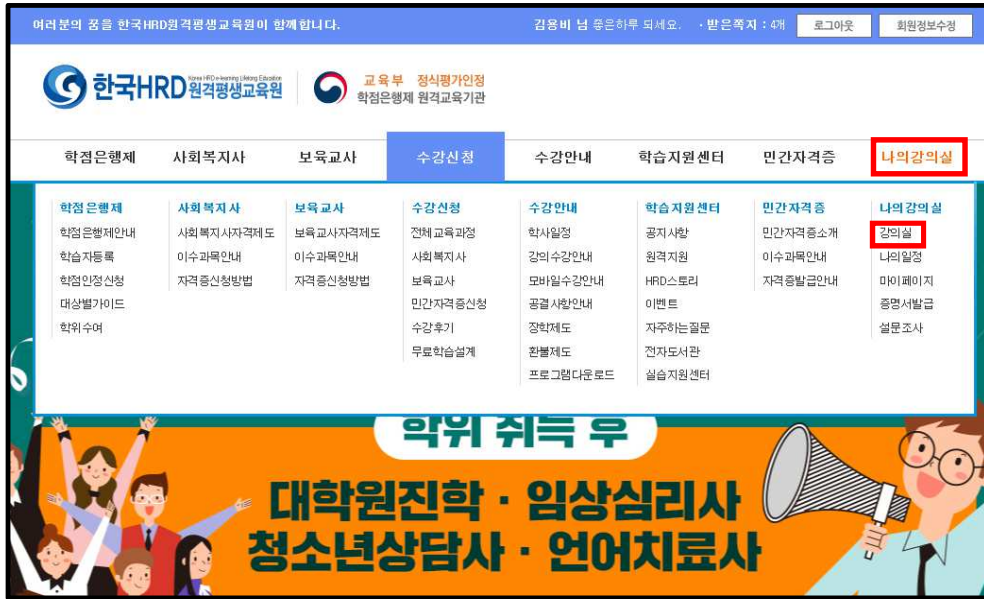 여러분의 꿈을 한국HRD원격평생교육원이 함께합니다.
김용비 님 좋은하루 되세요. · 받은쪽지 : 4개 로그아웃 회원정보수정
한국HRD 원격평생교육원
Korea HRD e-learning Lifelong Education
교육부 정식평가인정
학점은행제 원격교육기관
학점은행제 사회복지사 보육교사 수강신청 수강안내 학습지원센터 민간자격증 나의강의실
학점은행제
학점은행제안내
학습자등록
학점인정신청
대상별가이드
학위수여
사회복지사
사회복지사자격제도
이수과목안내
자격증신청방법
보육교사
보육교사자격제도
이수과목안내
자격증신청방법
수강신청
전체교육과정
사회복지사
보육교사
민간자격증신청
수강후기
무료학습설계
수강안내
학사일정
강의수강안내
모바일수강안내
공결사항안내
장학제도
환불제도
프로그램다운로드
학습지원센터
공지사항
원격지원
HRD스토리
이벤트
자주하는질문
전자도서관
실습지원센터
민간자격증
민간자격증소개
이수과목안내
자격증발급안내
나의강의실
강의실
나의일정
마이페이지
증명서발급
설문조사
학위 취득 후
대학원진학 · 임상심리사
청소년상담사 · 언어치료사